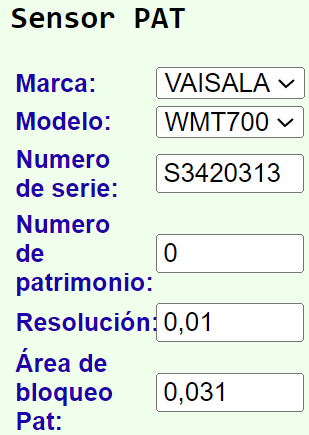 Sensor PAT
Marca: VAISALA
Modelo: WMT700
Numero
de serie: S3420313
Numero
de 0
patrimonio:
Resolución: 0,01
Área de
bloqueo 0,031
Pat: